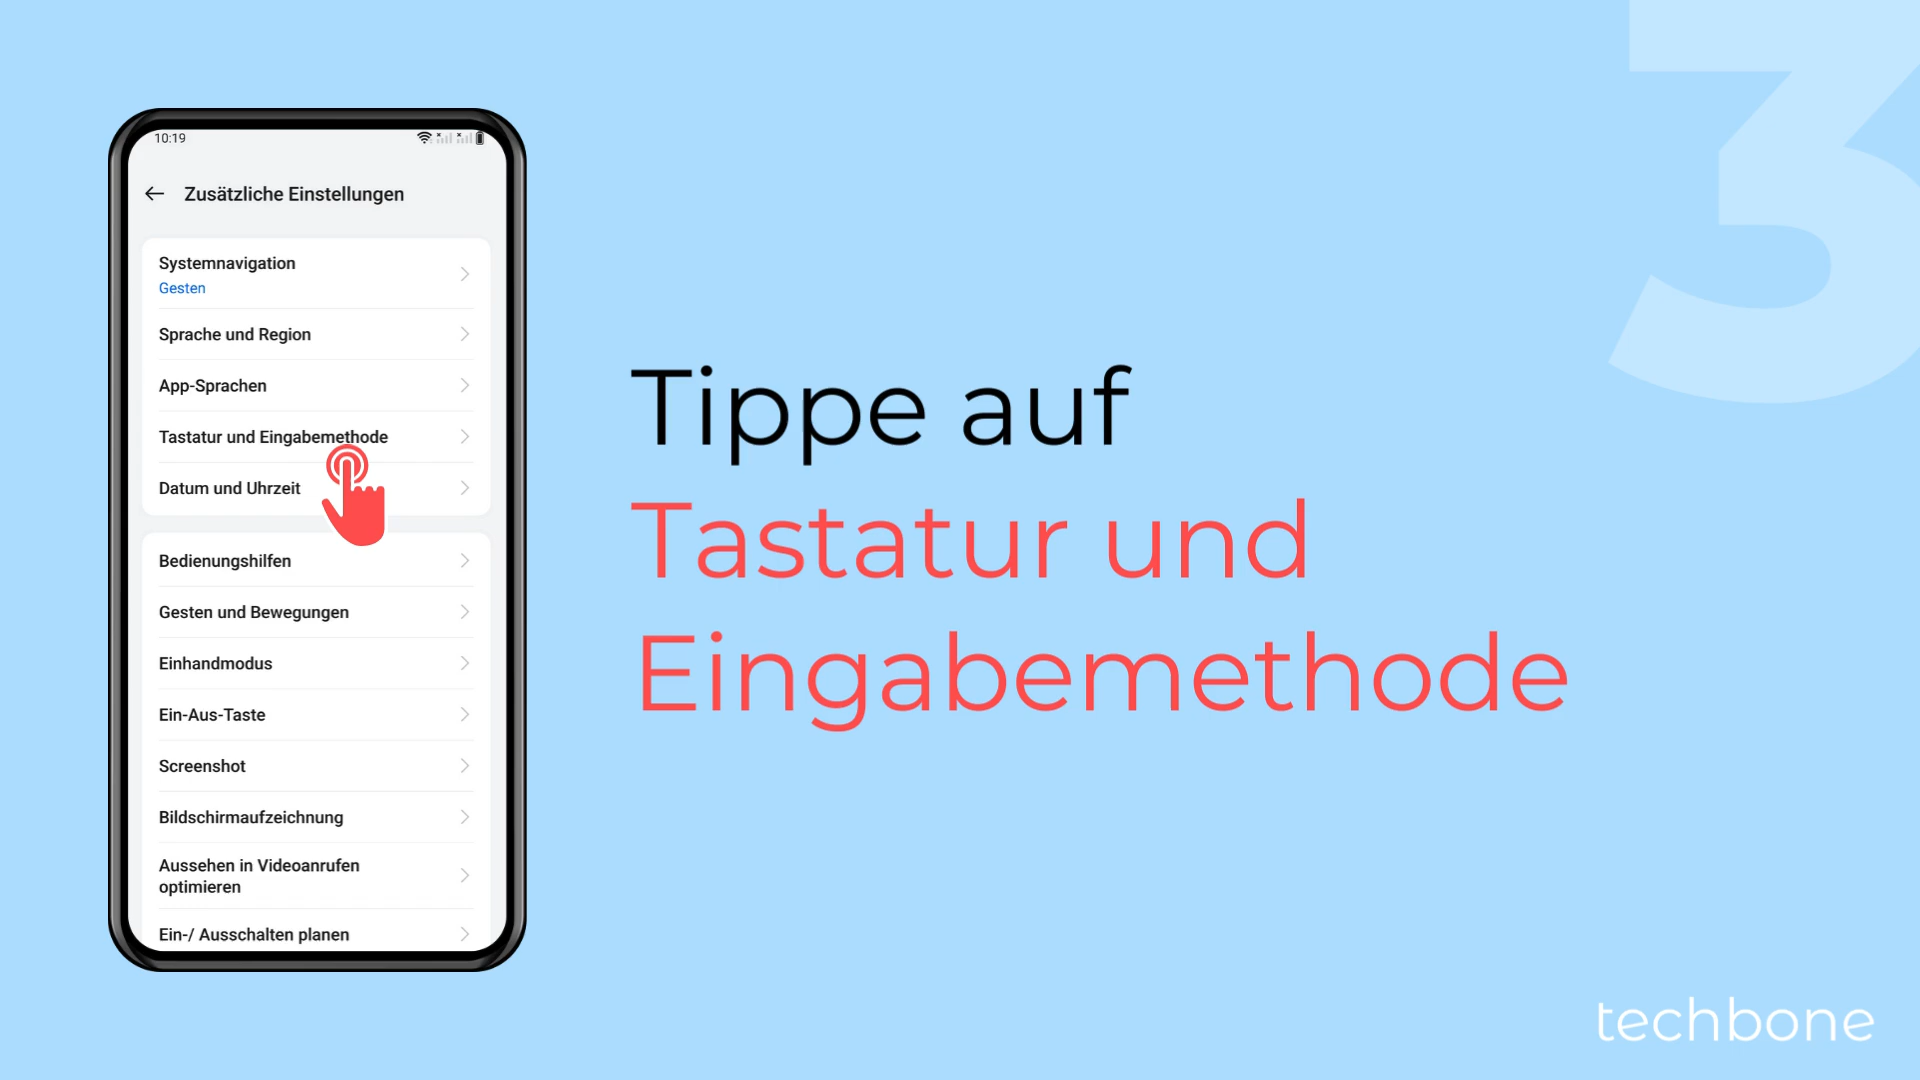 10:19
Zusätzliche Einstellungen
Systemnavigation
Gesten
Sprache und Region
App-Sprachen
Tastatur und Eingabemethode
Datum und Uhrzeit
Bedienungshilfen
Gesten und Bewegungen
Einhandmodus
Ein-Aus-Taste
Screenshot
Bildschirmaufzeichnung
Aussehen in Videoanrufen
optimieren
Ein-/ Ausschalten planen
Tippe auf
Tastatur und
Eingabemethode
3
techbone